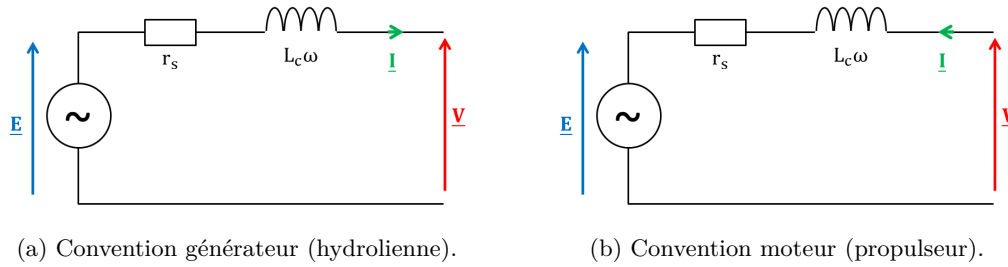 r_s
L_cω
I
E
~
V
(a) Convention générateur (hydrolienne).
r_s
L_cω
I
E
~
V
(b) Convention moteur (propulseur).